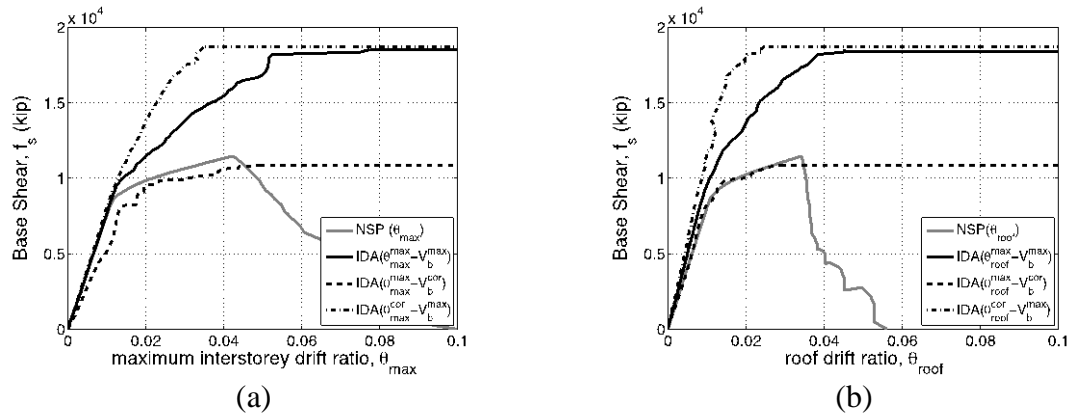 x 10⁴
2
1.5
1
0.5
0
Base Shear, f_s (kip)
0 0.02 0.04 0.06 0.08 0.1
maximum interstorey drift ratio, θ_max
NSP (θ_max)
IDA(θ_max^max−V_b^max)
IDA(θ_max^max−V_b^cor)
IDA(θ_max^cor−V_b^max)
(a)
x 10⁴
2
1.5
1
0.5
0
Base Shear, f_s (kip)
0 0.02 0.04 0.06 0.08 0.1
roof drift ratio, θ_roof
NSP(θ_roof)
IDA(θ_roof^max−V_b^max)
IDA(θ_roof^max−V_b^cor)
IDA(θ_roof^cor−V_b^max)
(b)